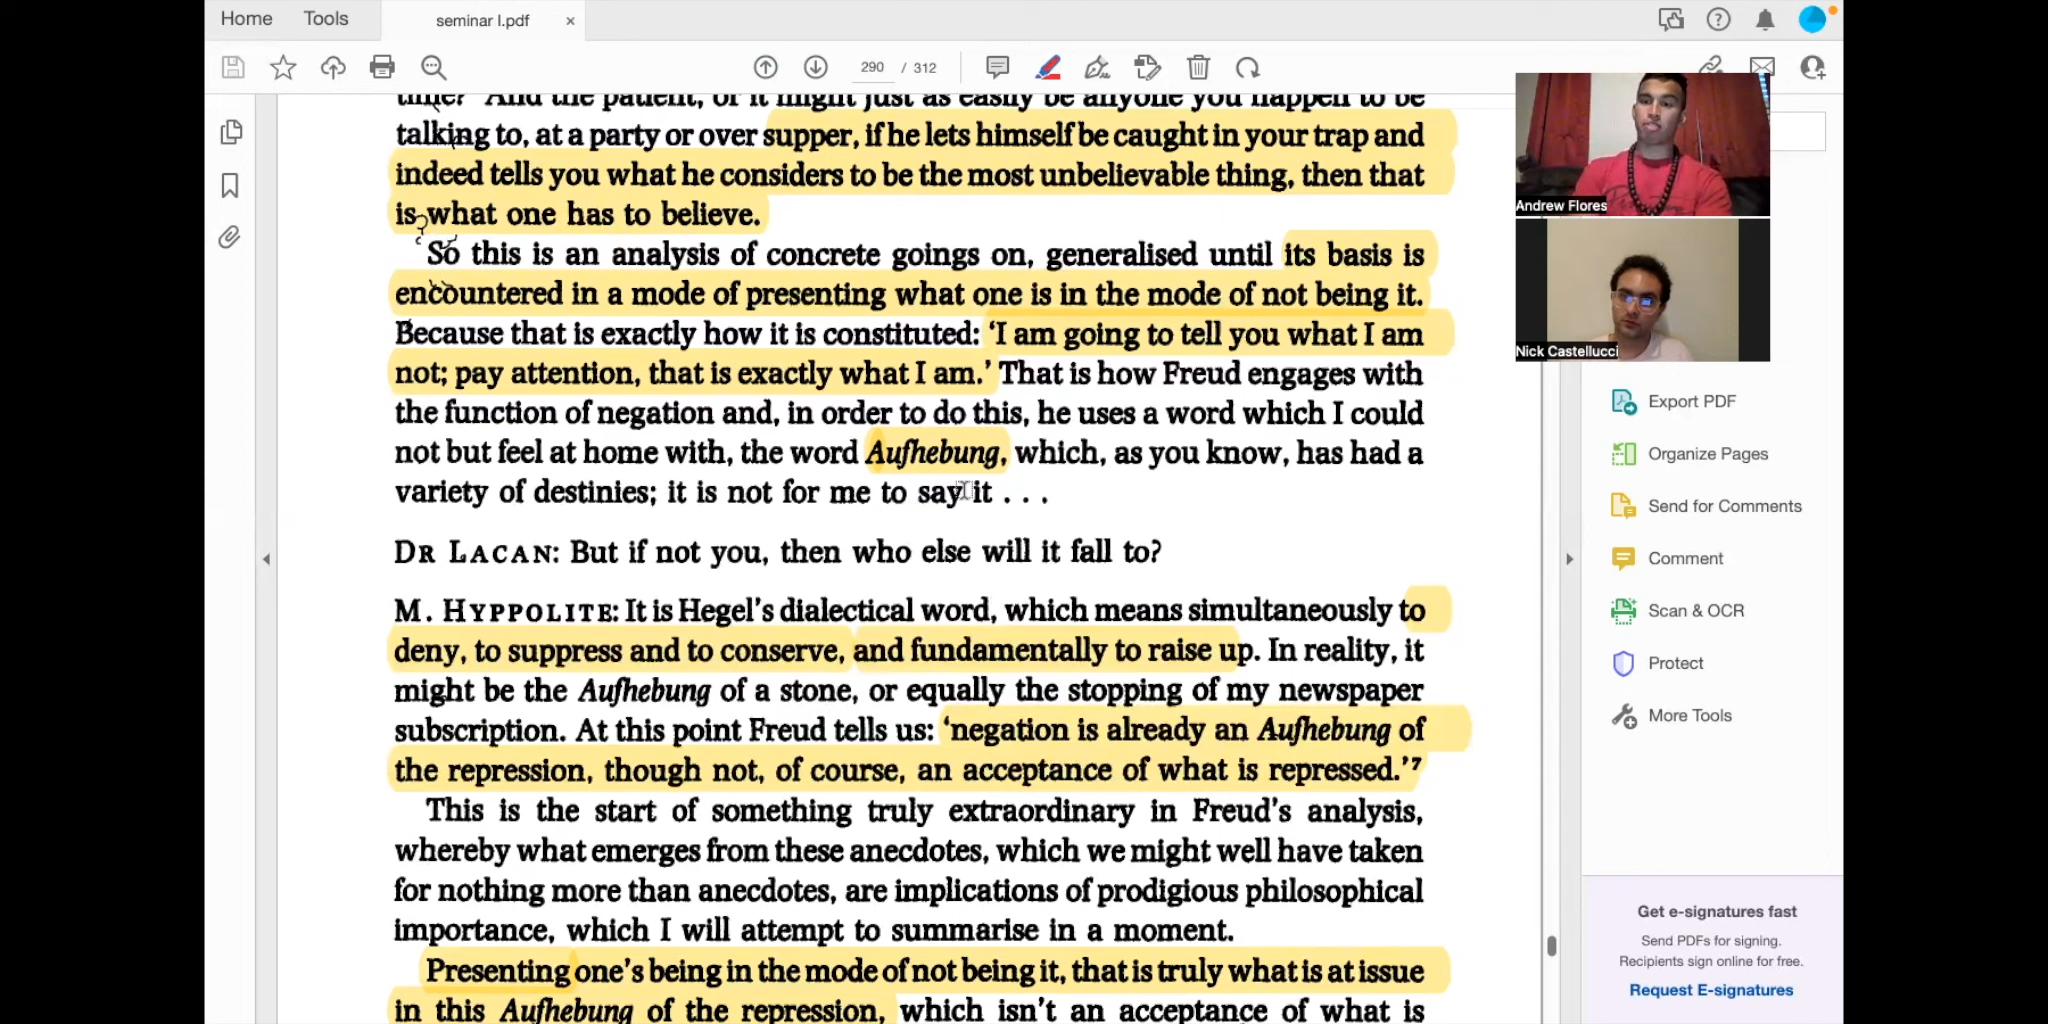 Home Tools seminar I.pdf ×
290 / 312
time? And the patient, or it might just as easily be anyone you happen to be
talking to, at a party or over supper, if he lets himself be caught in your trap and
indeed tells you what he considers to be the most unbelievable thing, then that
is what one has to believe.
So this is an analysis of concrete goings on, generalised until its basis is
encountered in a mode of presenting what one is in the mode of not being it.
Because that is exactly how it is constituted: ‘I am going to tell you what I am
not; pay attention, that is exactly what I am.’ That is how Freud engages with
the function of negation and, in order to do this, he uses a word which I could
not but feel at home with, the word Aufhebung, which, as you know, has had a
variety of destinies; it is not for me to say it . . .
DR LACAN: But if not you, then who else will it fall to?
M. HYPPOLITE: It is Hegel’s dialectical word, which means simultaneously to
deny, to suppress and to conserve, and fundamentally to raise up. In reality, it
might be the Aufhebung of a stone, or equally the stopping of my newspaper
subscription. At this point Freud tells us: ‘negation is already an Aufhebung of
the repression, though not, of course, an acceptance of what is repressed.’⁷
This is the start of something truly extraordinary in Freud’s analysis,
whereby what emerges from these anecdotes, which we might well have taken
for nothing more than anecdotes, are implications of prodigious philosophical
importance, which I will attempt to summarise in a moment.
Presenting one’s being in the mode of not being it, that is truly what is at issue
in this Aufhebung of the repression, which isn’t an acceptance of what is
Andrew Flores
Nick Castellucci
Export PDF
Organize Pages
Send for Comments
Comment
Scan & OCR
Protect
More Tools
Get e-signatures fast
Send PDFs for signing.
Recipients sign online for free.
Request E-signatures